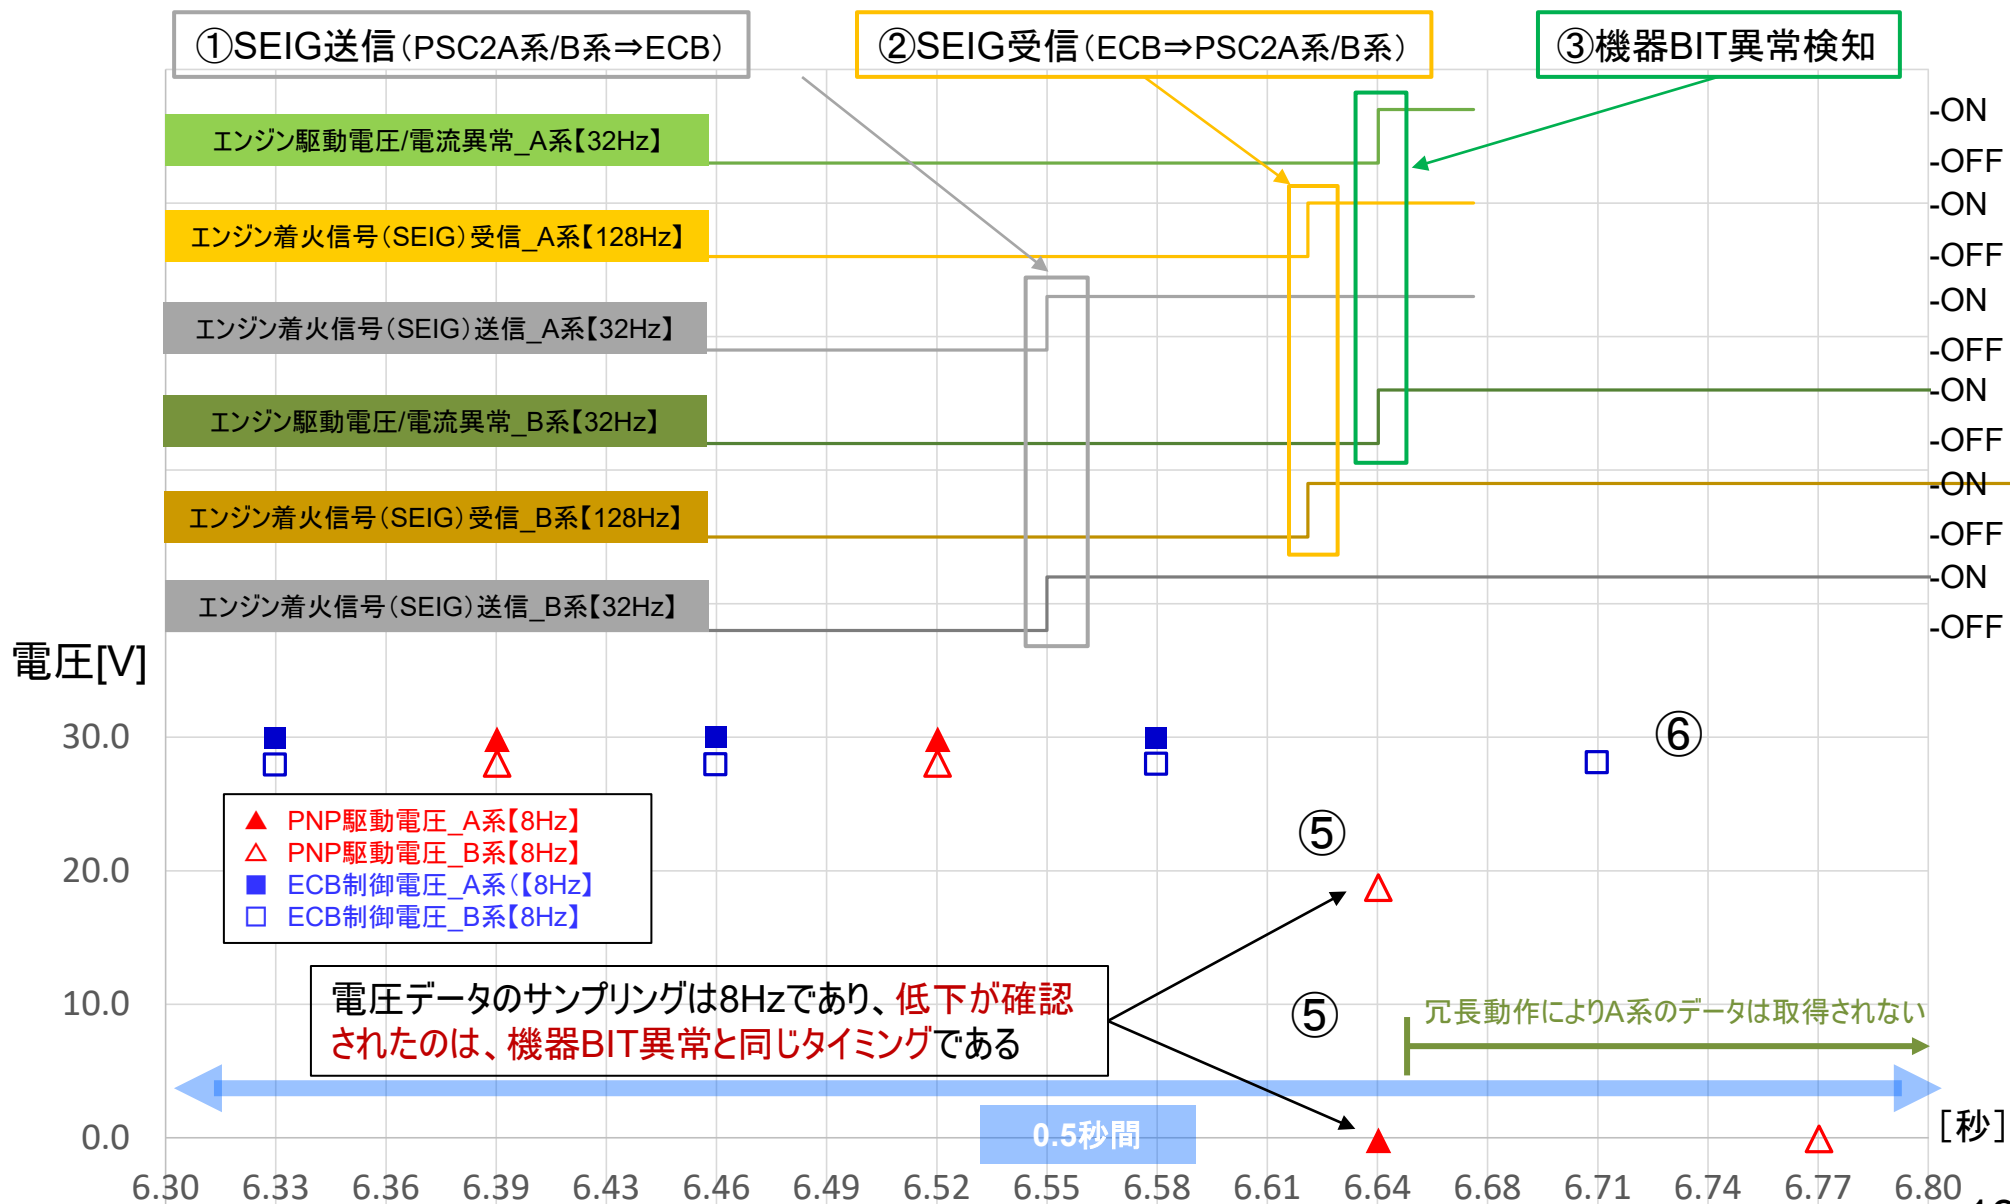 ①SEIG送信(PSC2A系/B系⇒ECB)
②SEIG受信(ECB⇒PSC2A系/B系)
③機器BIT異常検知
エンジン駆動電圧/電流異常_A系【32Hz】
-ON
-OFF
エンジン着火信号(SEIG)受信_A系【128Hz】
-ON
-OFF
エンジン着火信号(SEIG)送信_A系【32Hz】
-ON
-OFF
エンジン駆動電圧/電流異常_B系【32Hz】
-ON
-OFF
エンジン着火信号(SEIG)受信_B系【128Hz】
-ON
-OFF
エンジン着火信号(SEIG)送信_B系【32Hz】
-ON
-OFF
電圧[V]
30.0
⑥
PNP駆動電圧_A系【8Hz】
PNP駆動電圧_B系【8Hz】
ECB制御電圧_A系(【8Hz】
ECB制御電圧_B系【8Hz】
⑤
20.0
電圧データのサンプリングは8Hzであり、低下が確認
されたのは、機器BIT異常と同じタイミングである
⑤
10.0
冗長動作によりA系のデータは取得されない
0.5秒間
0.0
[秒]
6.30 6.33 6.36 6.39 6.43 6.46 6.49 6.52 6.55 6.58 6.61 6.64 6.68 6.71 6.74 6.77 6.80